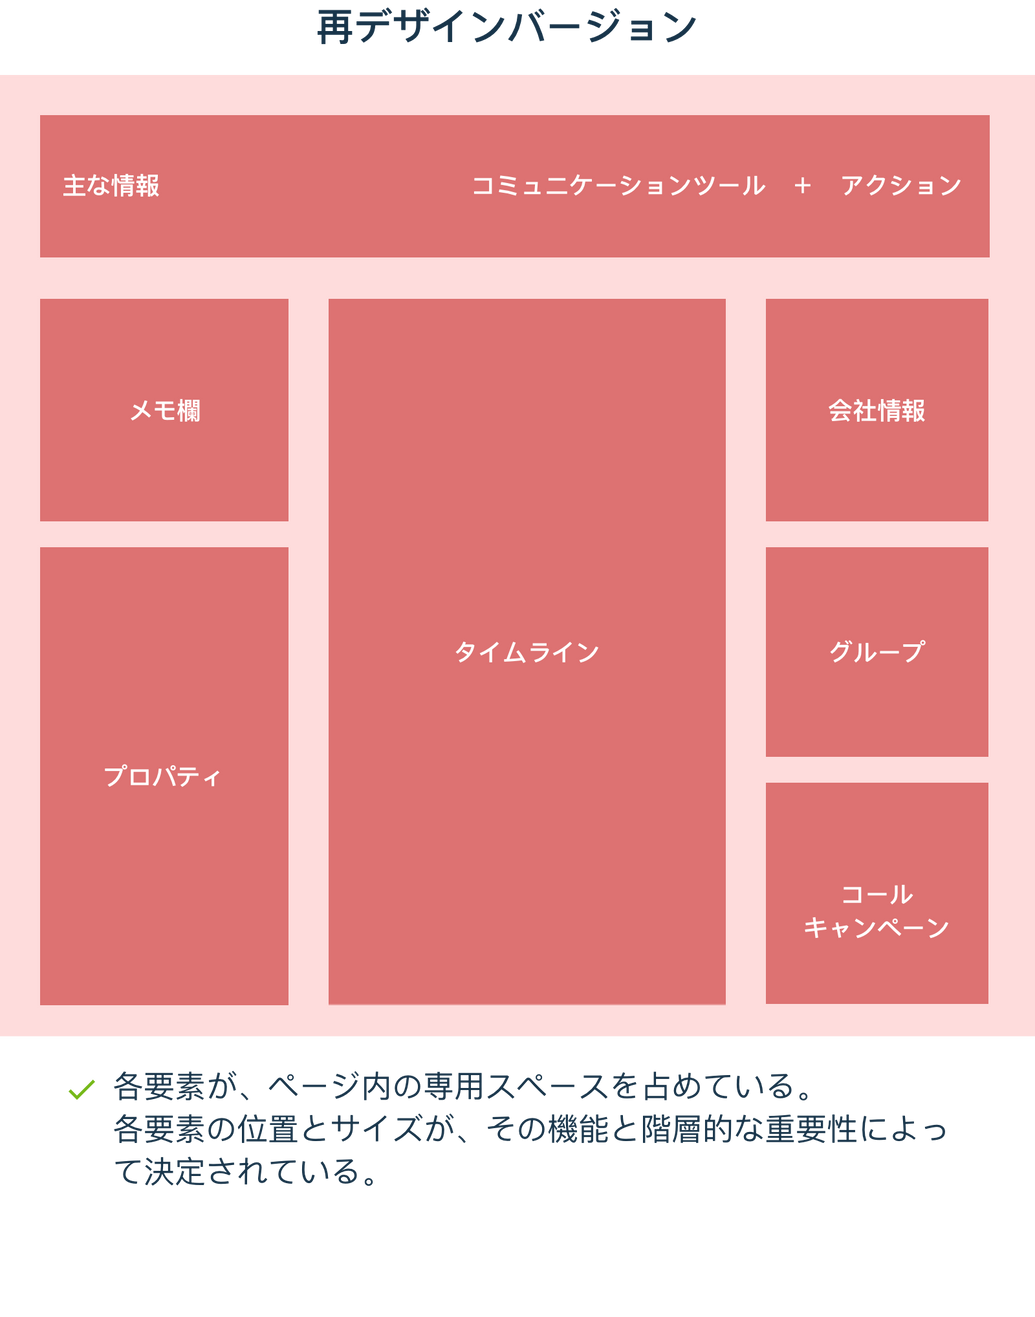 再デザインバージョン
主な情報
コミュニケーションツール + アクション
メモ欄
タイムライン
会社情報
プロパティ
グループ
コール
キャンペーン
各要素が、ページ内の専用スペースを占めている。
各要素の位置とサイズが、その機能と階層的な重要性によっ
て決定されている。